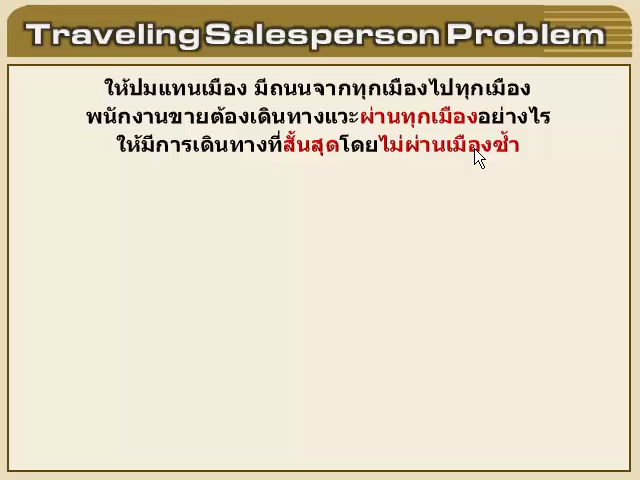 Traveling Salesperson Problem
ให้ปมแทนเมือง มีถนนจากทุกเมืองไปทุกเมือง
พนักงานขายต้องเดินทางแวะผ่านทุกเมืองอย่างไร
ให้มีการเดินทางที่สั้นสุดโดยไม่ผ่านเมืองซ้ำ